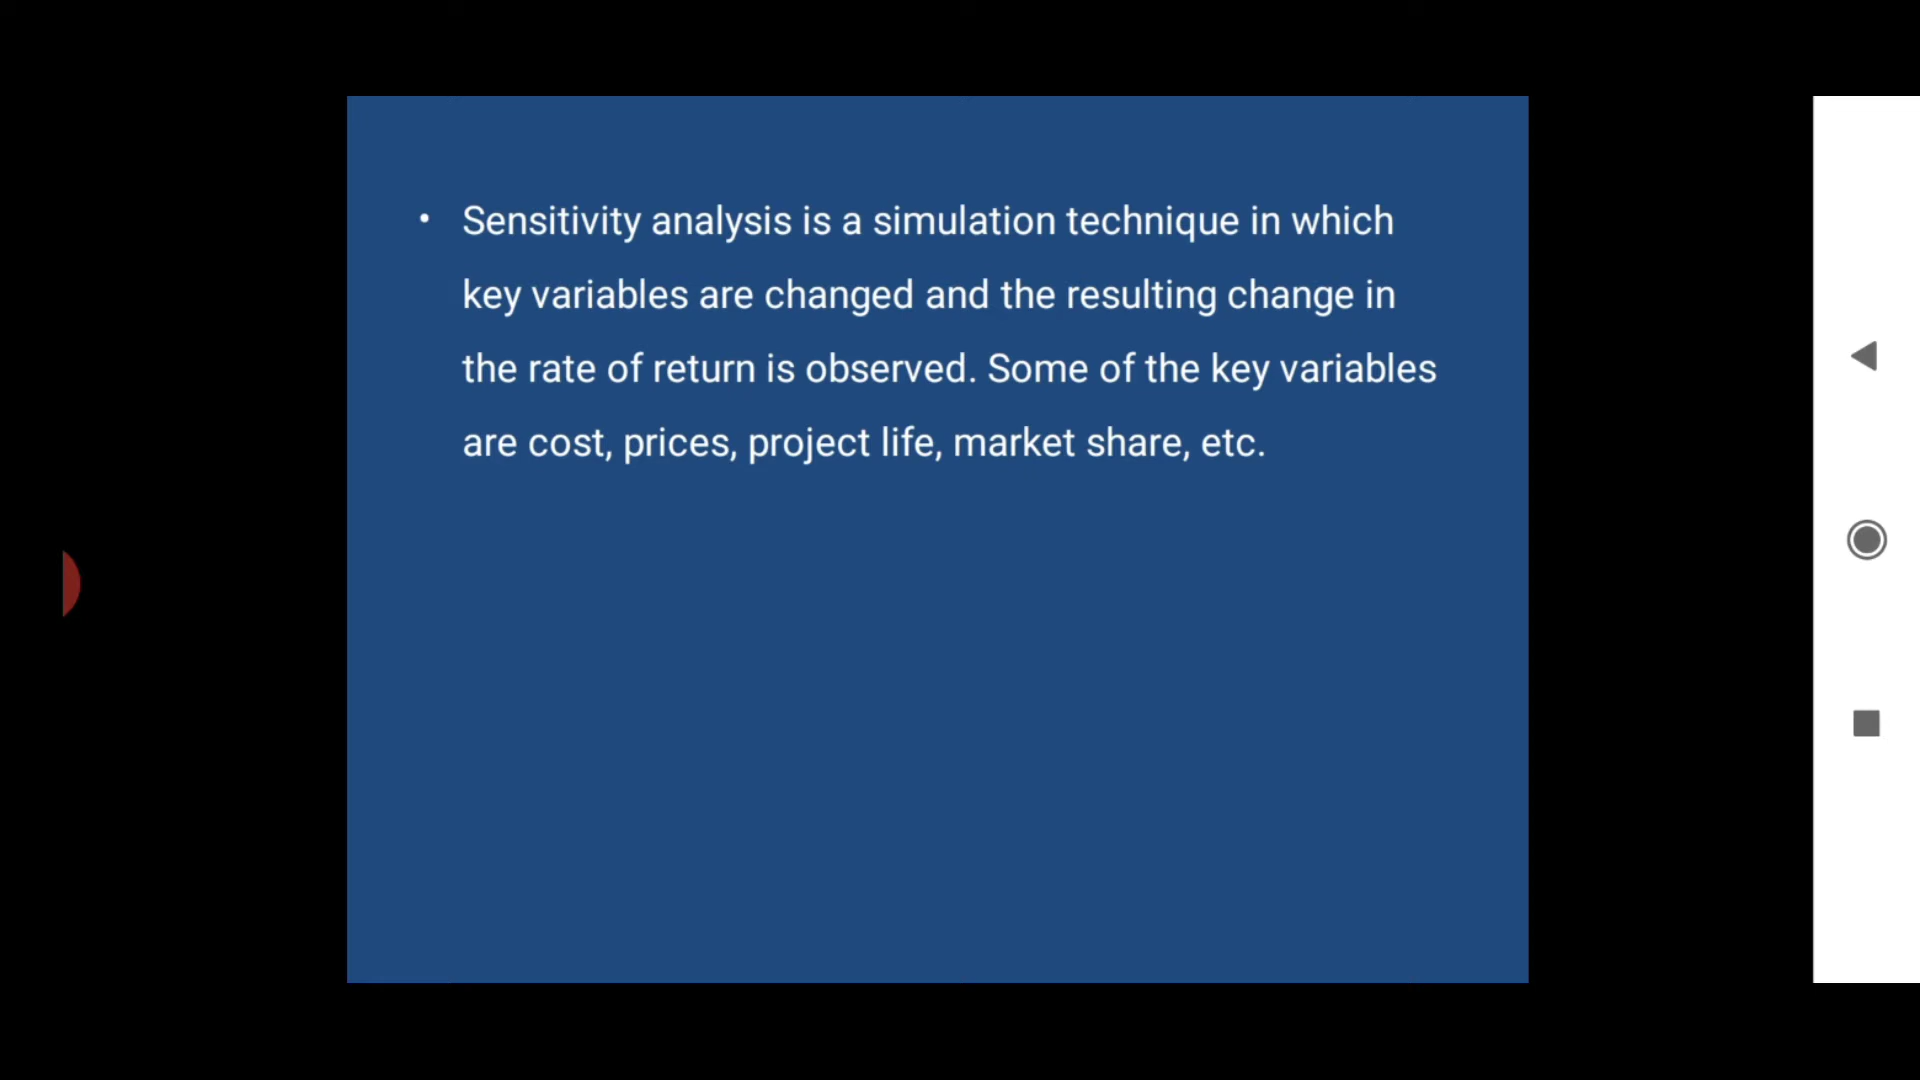 • Sensitivity analysis is a simulation technique in which
key variables are changed and the resulting change in
the rate of return is observed. Some of the key variables
are cost, prices, project life, market share, etc.